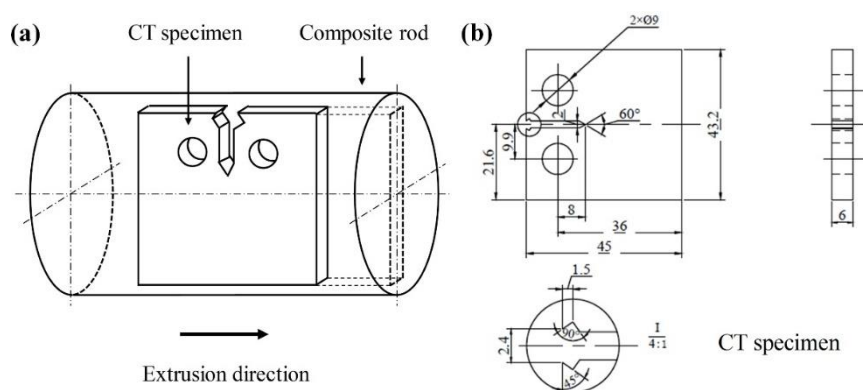 (a)
CT specimen
Composite rod
Extrusion direction
(b)
2×Ø9
2
60°
43.2
9.9
21.6
8
36
45
6
1.5
90°
2.4
45°
I
4:1
CT specimen